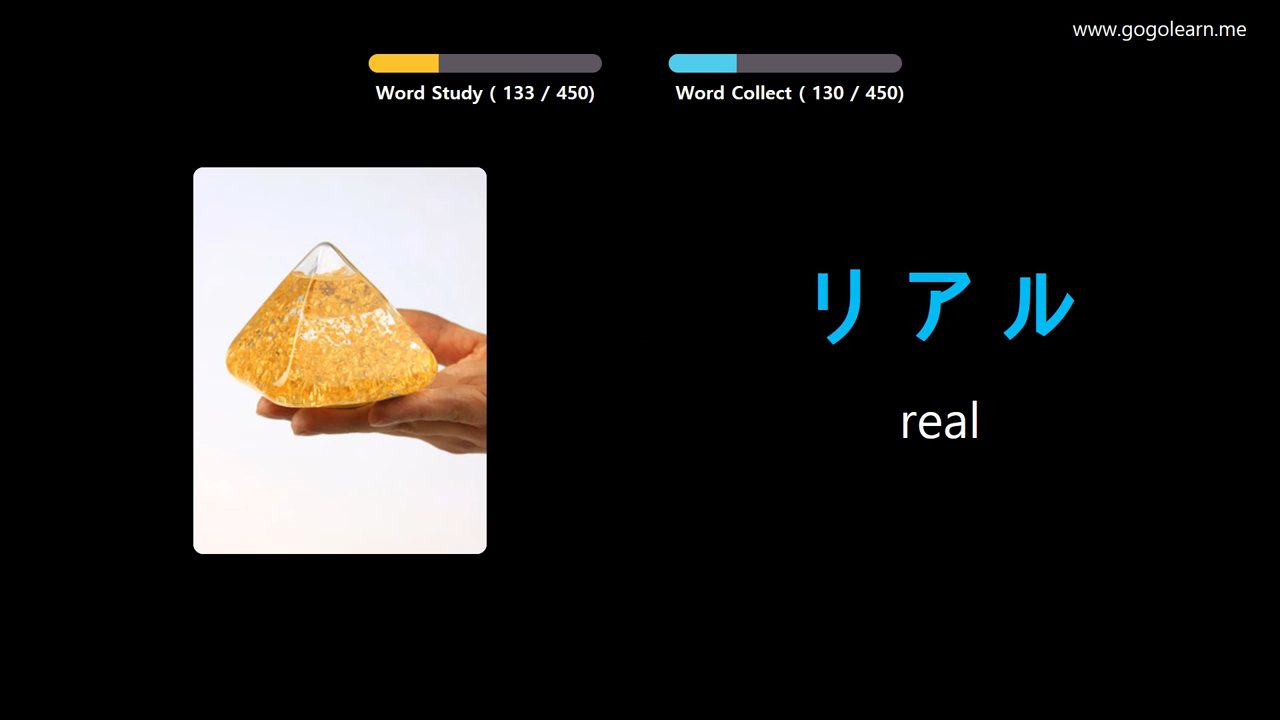 www.gogolearn.me
Word Study ( 133 / 450)
Word Collect ( 130 / 450)
リ ア ル
real